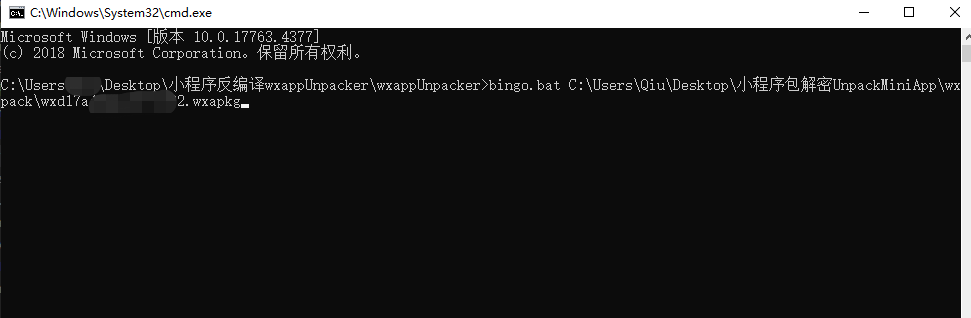 C:\Windows\System32\cmd.exe
Microsoft Windows [版本 10.0.17763.4377]
(c) 2018 Microsoft Corporation。保留所有权利。
C:\Users \Desktop\小程序反编译wxappUnpacker\wxappUnpacker>bingo.bat C:\Users\Qiu\Desktop\小程序包解密UnpackMiniApp\wx
pack\wxd17a 2.wxapkg